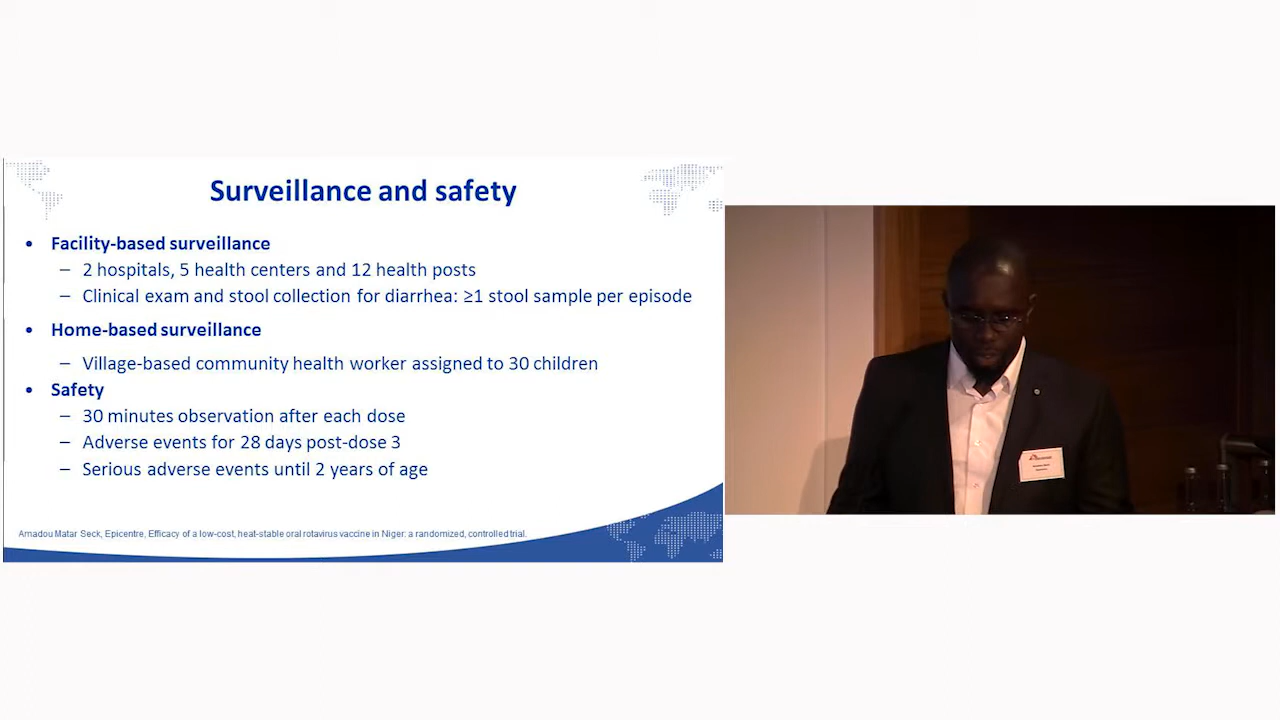 Surveillance and safety
• Facility-based surveillance
– 2 hospitals, 5 health centers and 12 health posts
– Clinical exam and stool collection for diarrhea: ≥1 stool sample per episode
• Home-based surveillance
– Village-based community health worker assigned to 30 children
• Safety
– 30 minutes observation after each dose
– Adverse events for 28 days post-dose 3
– Serious adverse events until 2 years of age
Amadou Matar Seck, Epicentre, Efficacy of a low-cost, heat-stable oral rotavirus vaccine in Niger: a randomized, controlled trial.